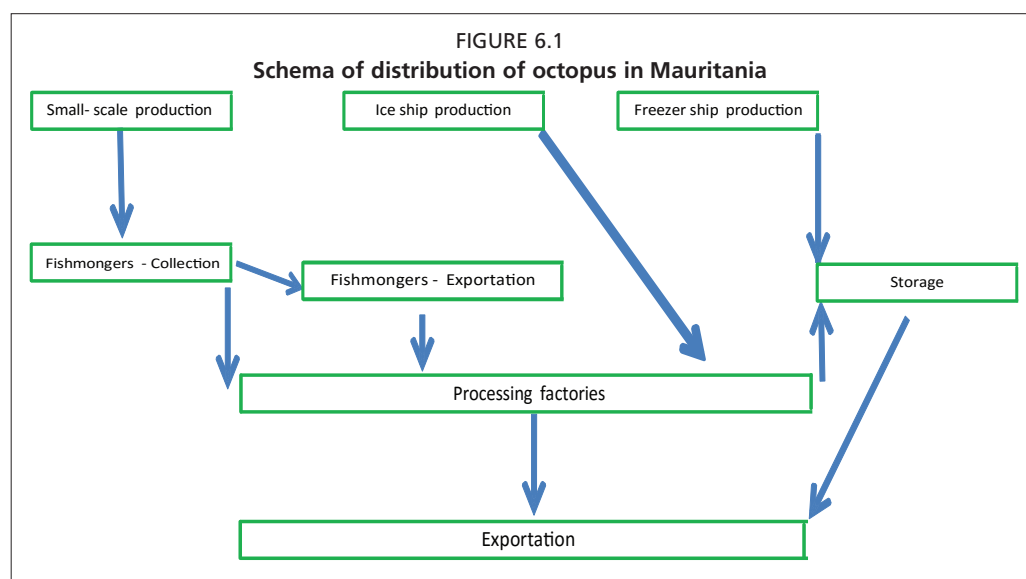 FIGURE 6.1
Schema of distribution of octopus in Mauritania
Small- scale production
Ice ship production
Freezer ship production
Fishmongers - Collection
Fishmongers - Exportation
Storage
Processing factories
Exportation